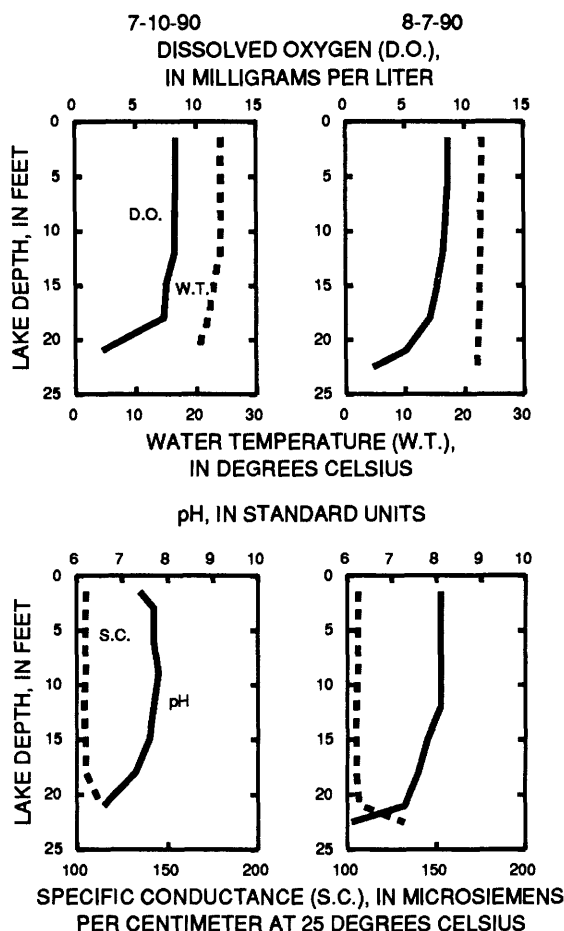 7-10-90 8-7-90
DISSOLVED OXYGEN (D.O.),
IN MILLIGRAMS PER LITER
0 5 10 15 0 5 10 15
0 0
5 5
D.O.
10 10
15 15
W.T.
20 20
25 25
LAKE DEPTH, IN FEET
0 10 20 30 0 10 20 30
WATER TEMPERATURE (W.T.),
IN DEGREES CELSIUS
pH, IN STANDARD UNITS
6 7 8 9 10 6 7 8 9 10
0 0
5 5
S.C.
10 10
pH
15 15
20 20
25 25
LAKE DEPTH, IN FEET
100 150 200 100 150 200
SPECIFIC CONDUCTANCE (S.C.), IN MICROSIEMENS
PER CENTIMETER AT 25 DEGREES CELSIUS